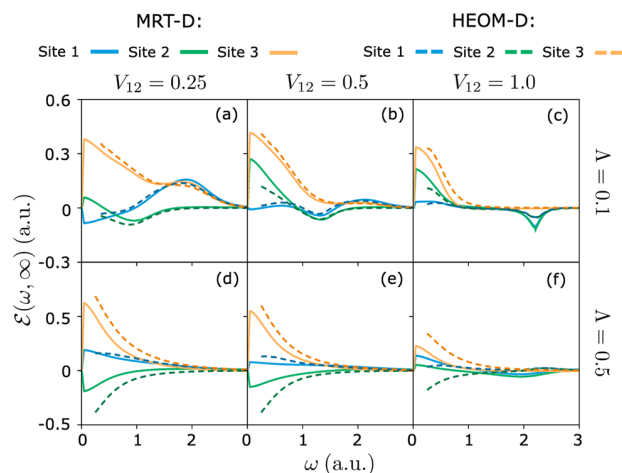 MRT-D: HEOM-D:
Site 1 Site 2 Site 3 Site 1 Site 2 Site 3
V₁₂ = 0.25 V₁₂ = 0.5 V₁₂ = 1.0
0.6
(a) (b) (c)
0.3
0
-0.3
Λ = 0.1
(d) (e) (f)
0.5
0
-0.5
Λ = 0.5
ℰ(ω, ∞) (a.u.)
0 1 2 0 1 2 0 1 2 3
ω (a.u.)